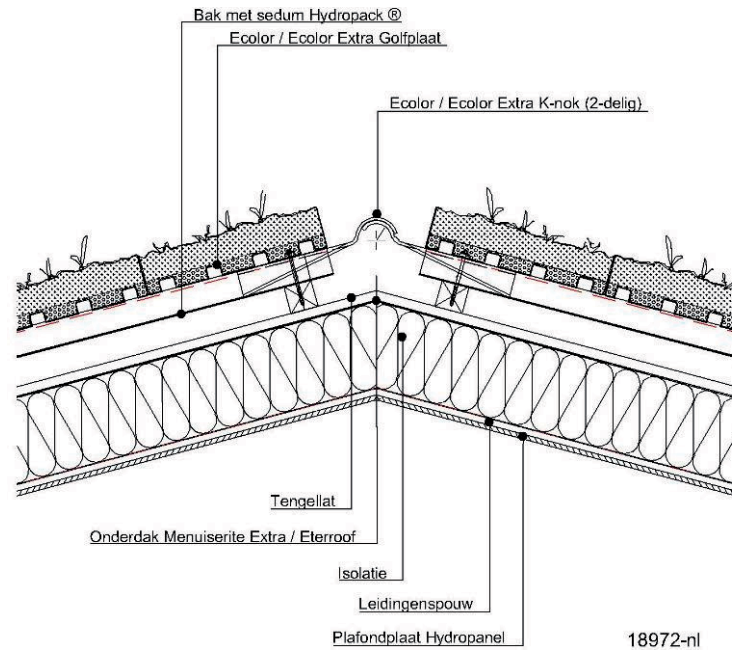 Bak met sedum Hydropack ®
Ecolor / Ecolor Extra Golfplaat
Ecolor / Ecolor Extra K-nok (2-delig)
Tengellat
Onderdak Menuiserite Extra / Eterroof
Isolatie
Leidingenspouw
Plafondplaat Hydropanel
18972-nl